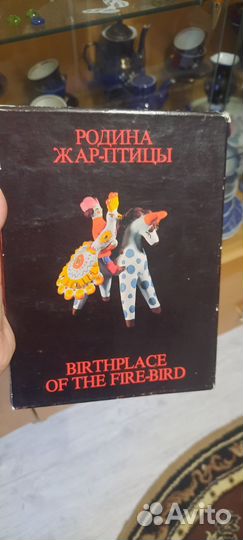 РОДИНА
ЖАР-ПТИЦЫ
BIRTHPLACE
OF THE FIRE-BIRD
Avito